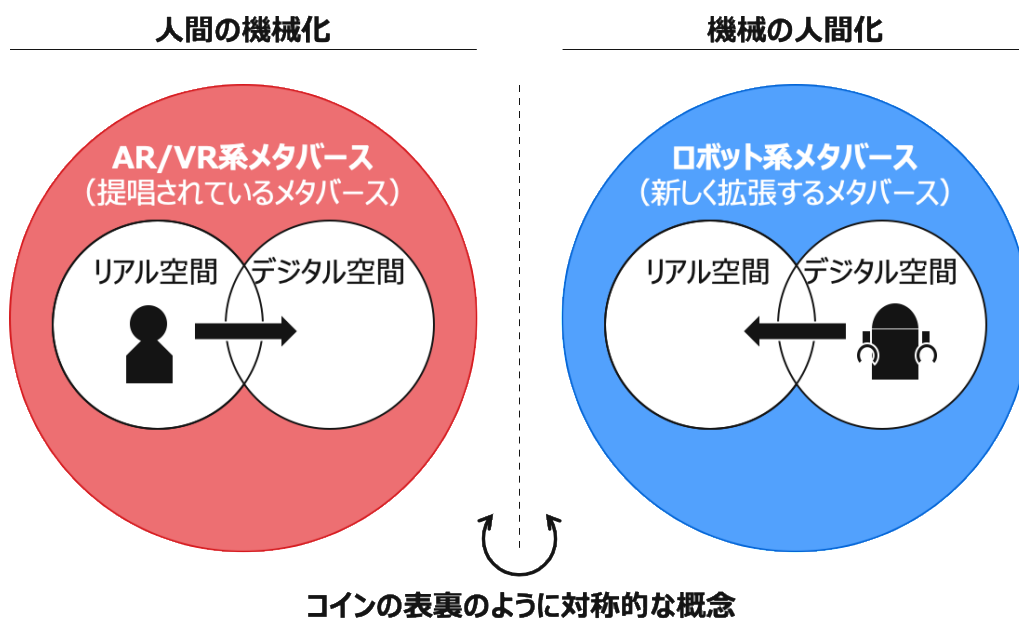 人間の機械化
機械の人間化
AR/VR系メタバース
（提唱されているメタバース）
リアル空間
デジタル空間
ロボット系メタバース
（新しく拡張するメタバース）
リアル空間
デジタル空間
コインの表裏のように対称的な概念